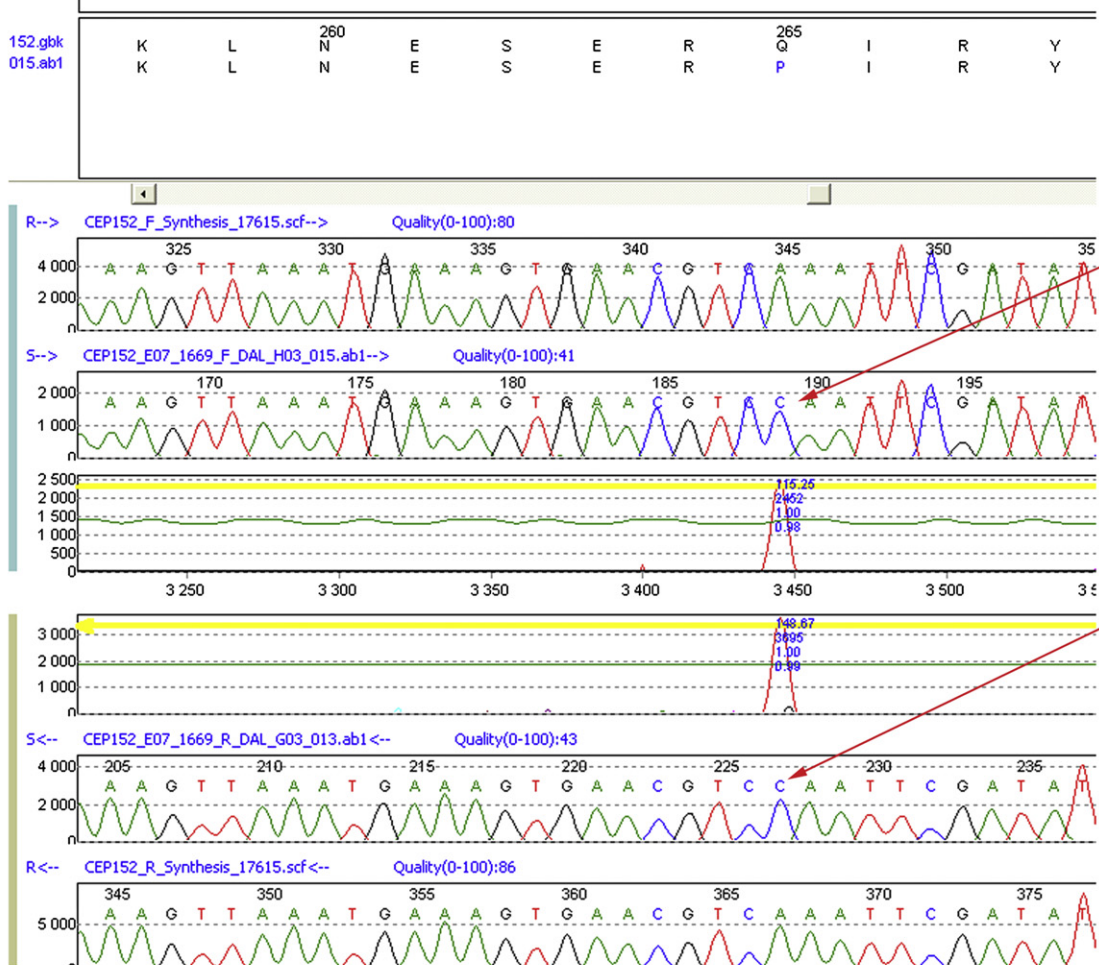 260 265
152.gbk K L N E S E R Q I R Y
015.ab1 K L N E S E R P I R Y
R--> CEP152_F_Synthesis_17615.scf--> Quality(0-100):80
325 331 335 340 345 350 35
4 000 A A G T T A A A T G A A A G T G A A C G T C A A A T T C G A T A T
2 000
0
S--> CEP152_E07_1669_F_DAL_H03_015.ab1--> Quality(0-100):41
170 175 180 185 190 195
2 000 A A G T T A A A T G A A A G T G A A C G T C C A A T T C G A T A T
1 000
0
2 500 115.25
2 000 2452
1 500 1.00
1 000 0.98
500
0
3 250 3 300 3 350 3 400 3 450 3 500 3 5
3 000 148.67
3695
2 000 1.00
0.99
1 000
0
S<-- CEP152_E07_1669_R_DAL_G03_013.ab1<-- Quality(0-100):43
4 000 205 210 215 220 225 230 235
A A G T T A A A T G A A A G T G A A C G T C C A A T T C G A T A T
2 000
0
R<-- CEP152_R_Synthesis_17615.scf<-- Quality(0-100):86
345 350 355 360 365 370 375
A A G T T A A A T G A A A G T G A A C G T C A A A T T C G A T A T
5 000